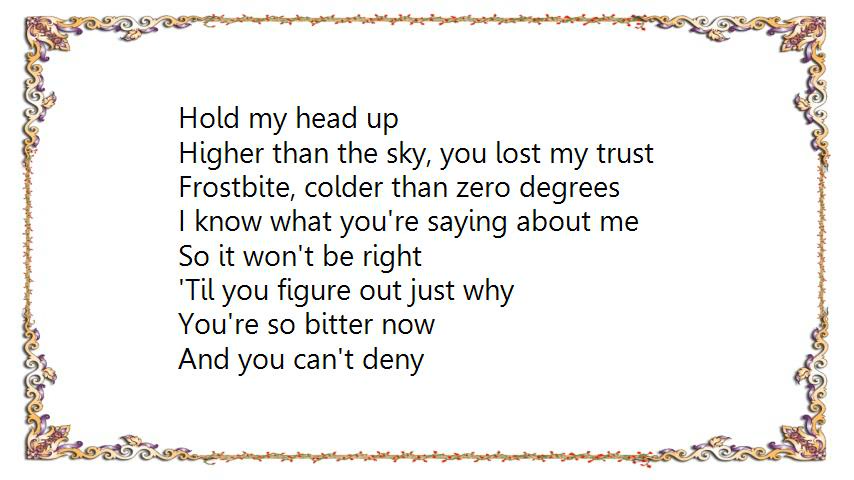 Hold my head up
Higher than the sky, you lost my trust
Frostbite, colder than zero degrees
I know what you're saying about me
So it won't be right
'Til you figure out just why
You're so bitter now
And you can't deny